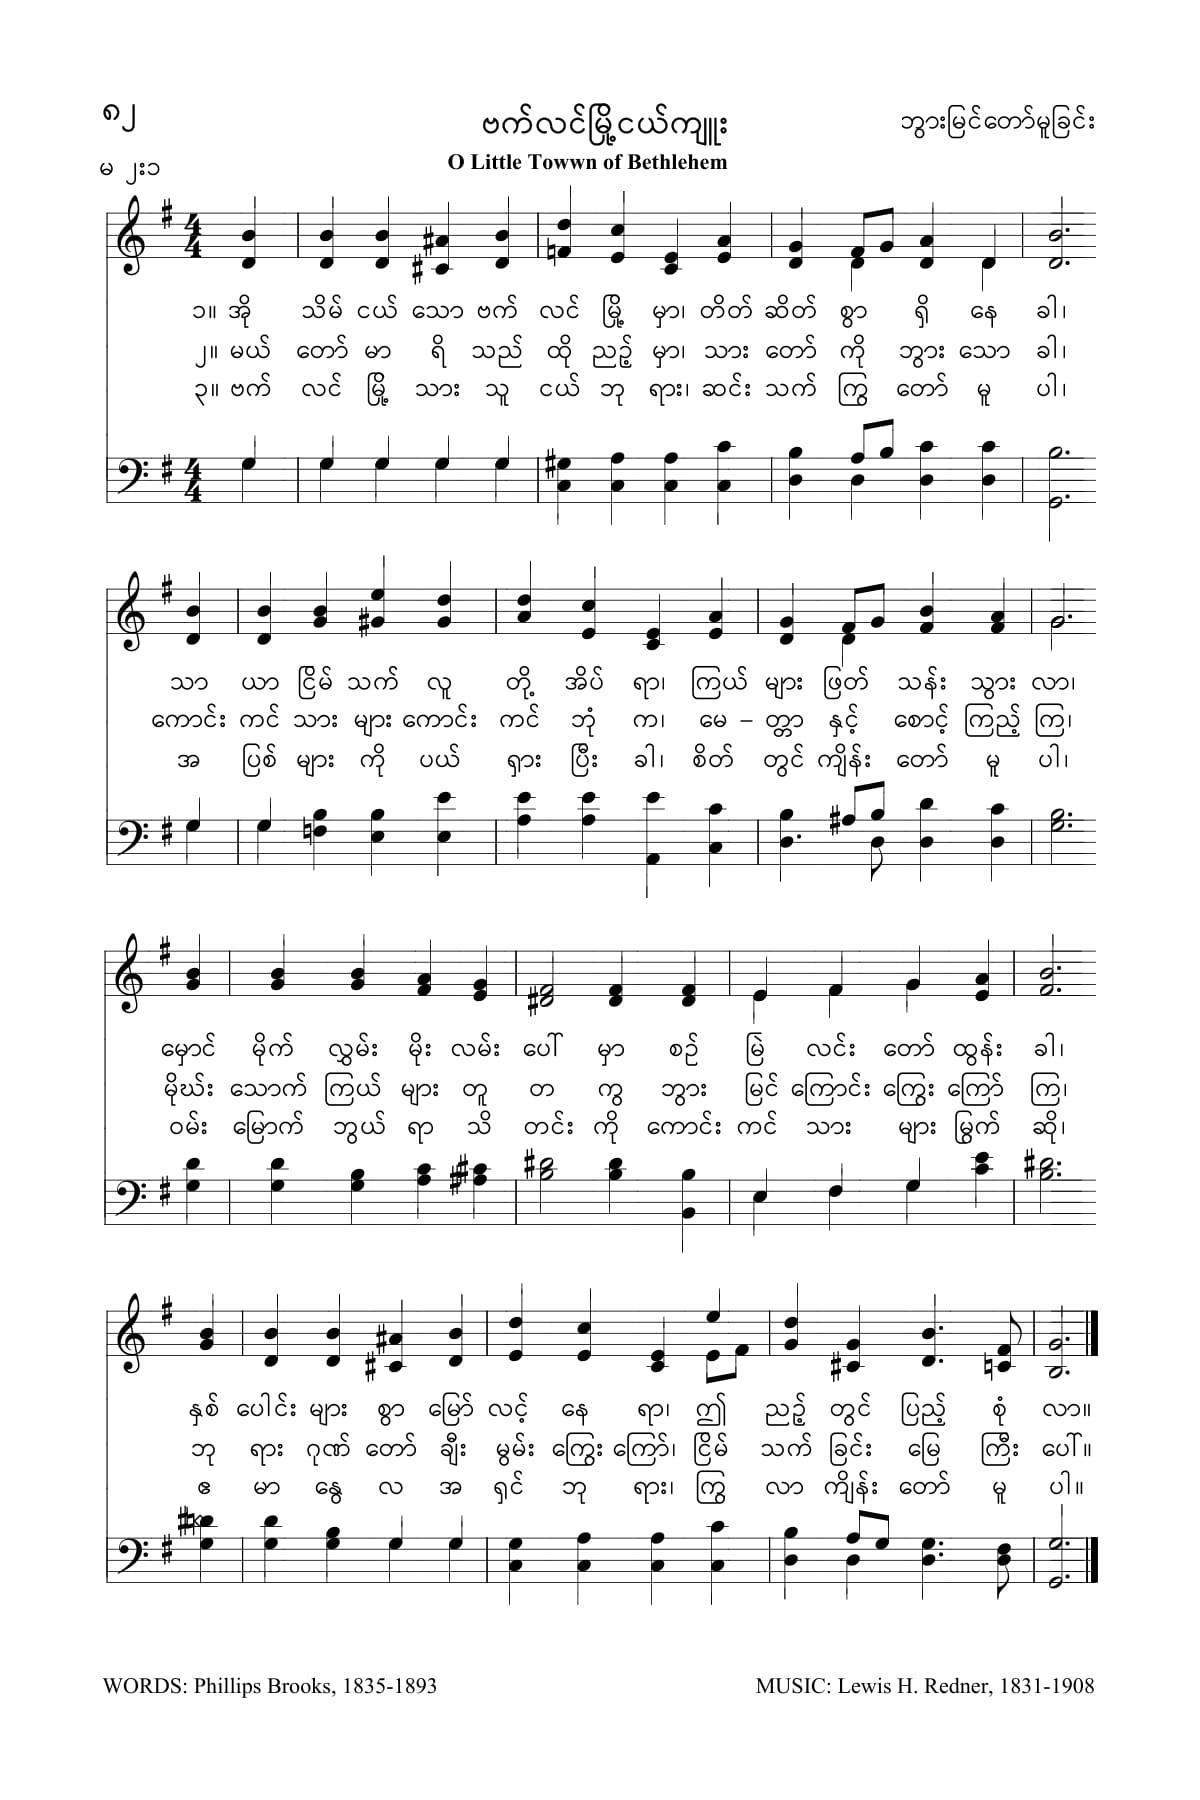 ၈၂
ဗက်လင်မြို့ငယ်ကျူး
ဘွားမြင်တော်မူခြင်း
မ ၂း၁
O Little Towwn of Bethlehem
၁။ အို သိမ် ငယ် သော ဗက် လင် မြို့ မှာ၊ တိတ် ဆိတ် စွာ ရှိ နေ ခါ၊
၂။ မယ် တော် မာ ရိ သည် ထို ညဉ့် မှာ၊ သား တော် ကို ဘွား သော ခါ၊
၃။ ဗက် လင် မြို့ သား သူ ငယ် ဘု ရား၊ ဆင်း သက် ကြွ တော် မူ ပါ၊
သာ ယာ ငြိမ် သက် လူ တို့ အိပ် ရာ၊ ကြယ် များ ဖြတ် သန်း သွား လာ၊
ကောင်း ကင် သား များ ကောင်း ကင် ဘုံ က၊ မေ – တ္တာ နှင့် စောင့် ကြည့် ကြ၊
အ ပြစ် များ ကို ပယ် ရှား ပြီး ခါ၊ စိတ် တွင် ကျိန်း တော် မူ ပါ၊
မှောင် မိုက် လွှမ်း မိုး လမ်း ပေါ် မှာ စဉ် မြဲ လင်း တော် ထွန်း ခါ၊
မိုဃ်း သောက် ကြယ် များ တူ တ ကွ ဘွား မြင် ကြောင်း ကြွေး ကြော် ကြ၊
ဝမ်း မြောက် ဘွယ် ရာ သိ တင်း ကို ကောင်း ကင် သား များ မြွက် ဆို၊
နှစ် ပေါင်း များ စွာ မြော် လင့် နေ ရာ၊ ဤ ညဉ့် တွင် ပြည့် စုံ လာ။
ဘု ရား ဂုဏ် တော် ချီး မွမ်း ကြွေး ကြော်၊ ငြိမ် သက် ခြင်း မြေ ကြီး ပေါ်။
ဧ မာ နွေ လ အ ရှင် ဘု ရား၊ ကြွ လာ ကျိန်း တော် မူ ပါ။
WORDS: Phillips Brooks, 1835-1893
MUSIC: Lewis H. Redner, 1831-1908